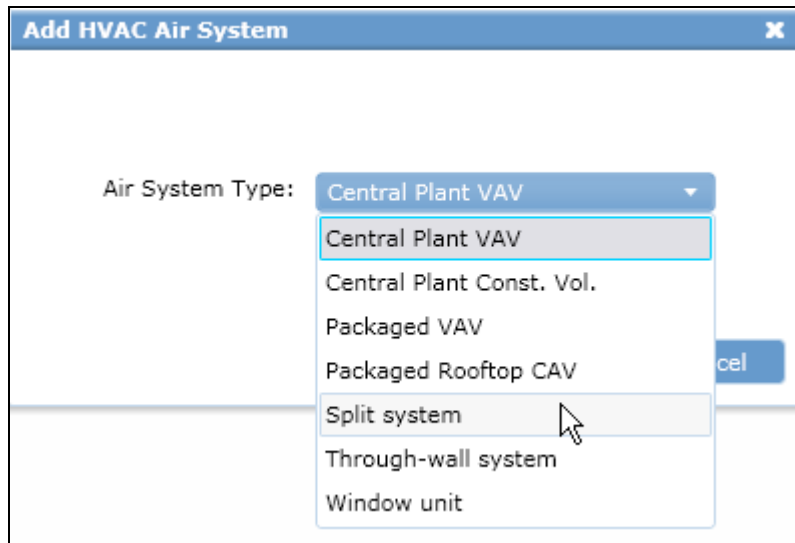 Add HVAC Air System
Air System Type:
Central Plant VAV
Central Plant VAV
Central Plant Const. Vol.
Packaged VAV
Packaged Rooftop CAV
cel
Split system
Through-wall system
Window unit